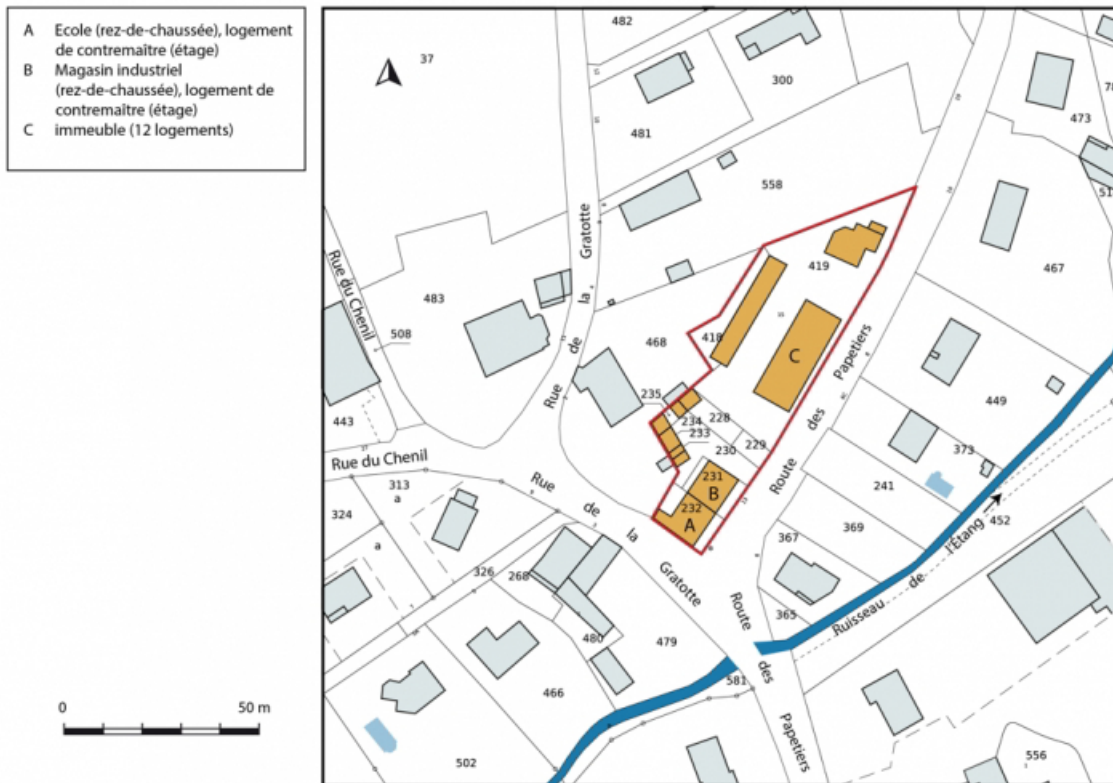 A Ecole (rez-de-chaussée), logement
de contremaître (étage)
B Magasin industriel
(rez-de-chaussée), logement de
contremaître (étage)
C immeuble (12 logements)
0 50 m
37
482
300
481
473
558
467
419
483
Rue du Chenil
508
Rue de la Gratotte
468
418
C
Route des Papetiers
449
443
235
234
228
233
229
230
231
B
232
A
373
241
Rue du Chenil
313
a
324
a
Rue de la Gratotte
369
367
452
Ruisseau de l'Étang
326
268
365
480
479
Route des Papetiers
581
466
502
556